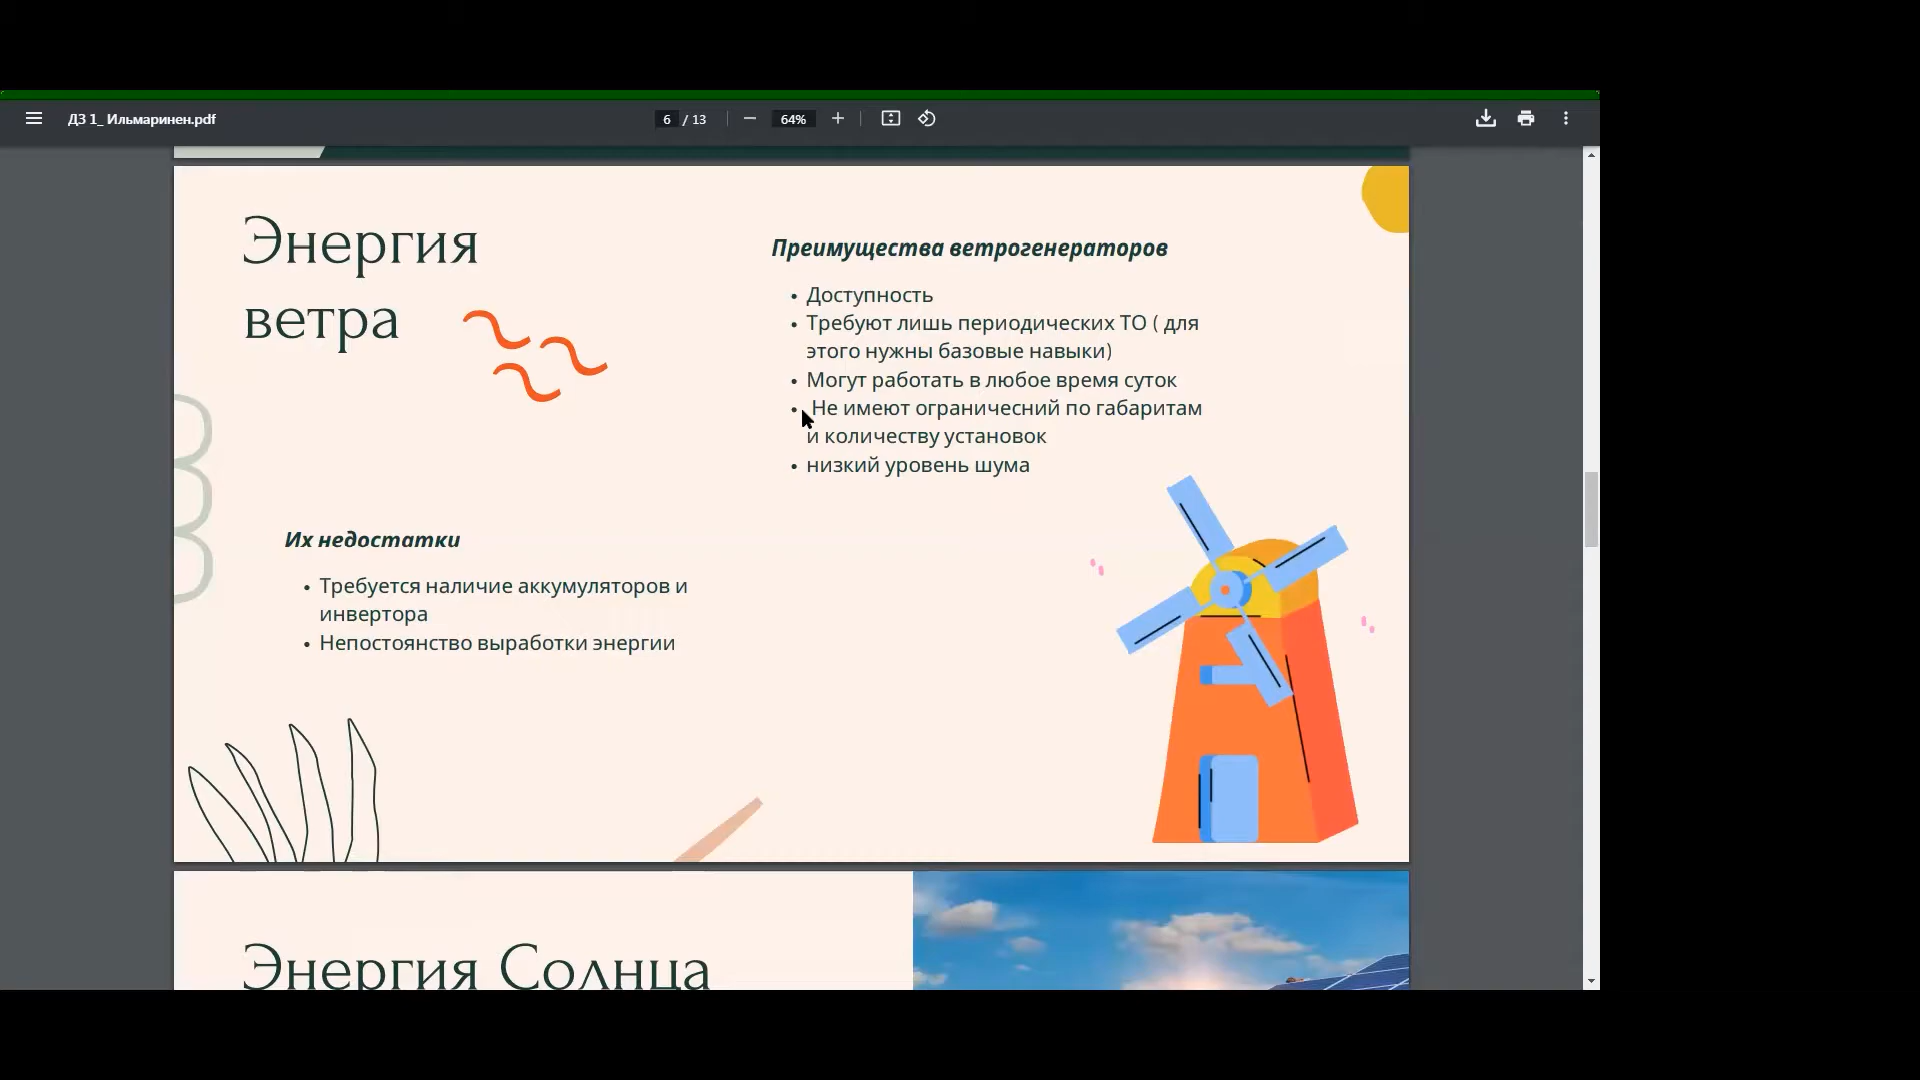 ДЗ 1_ Ильмаринен.pdf
6 / 13
64%
Энергия
ветра
Преимущества ветрогенераторов
• Доступность
• Требуют лишь периодических ТО ( для
этого нужны базовые навыки)
• Могут работать в любое время суток
• Не имеют ограничесний по габаритам
и количеству установок
• низкий уровень шума
Их недостатки
• Требуется наличие аккумуляторов и
инвертора
• Непостоянство выработки энергии
Энергия Солнца